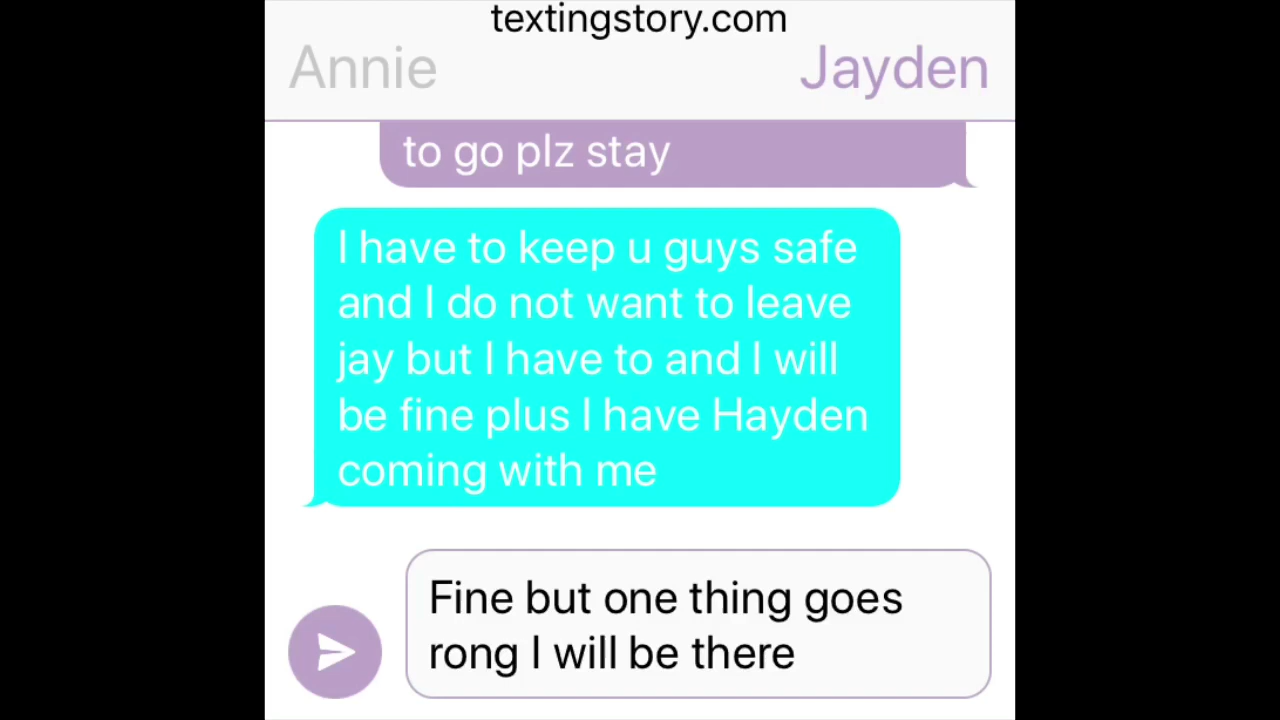 textingstory.com
Annie
Jayden
to go plz stay
I have to keep u guys safe
and I do not want to leave
jay but I have to and I will
be fine plus I have Hayden
coming with me
Fine but one thing goes
rong I will be there